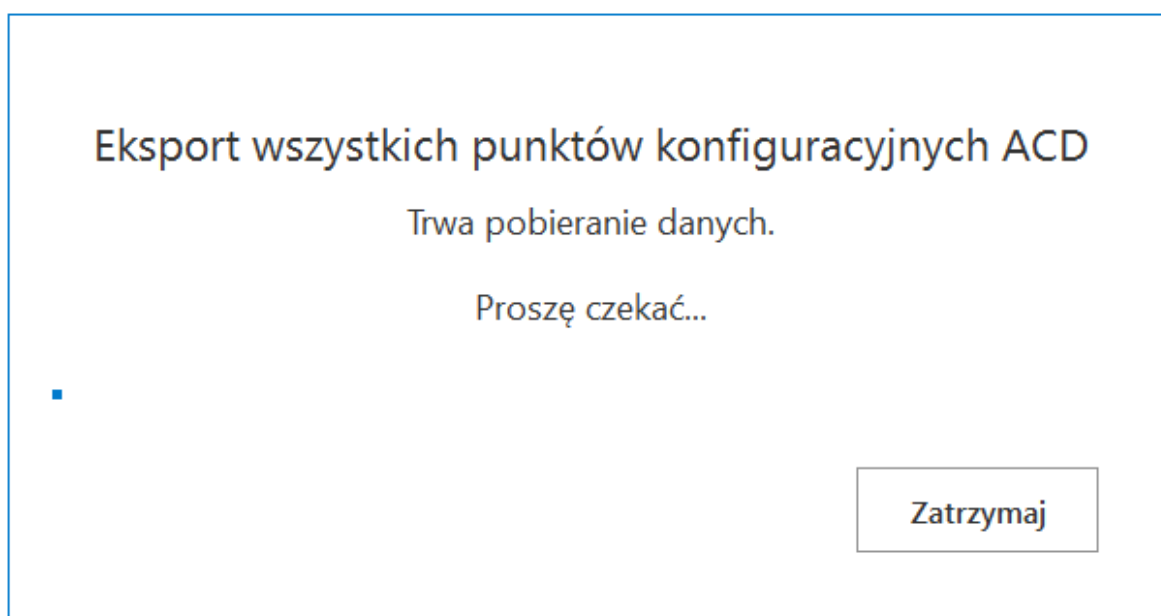 Eksport wszystkich punktów konfiguracyjnych ACD
Trwa pobieranie danych.
Proszę czekać...
Zatrzymaj